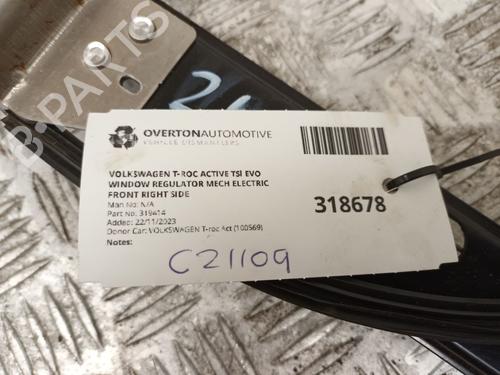 B-PARTS
21
OVERTONAUTOMOTIVE
VEHICLE DISMANTLERS
VOLKSWAGEN T-ROC ACTIVE TSI EVO
WINDOW REGULATOR MECH ELECTRIC
FRONT RIGHT SIDE
Man No: N/A
Part No: 319414
Added: 22/11/2023
Donor Car: VOLKSWAGEN T-roc Act (100569)
Notes:
318678
C21109